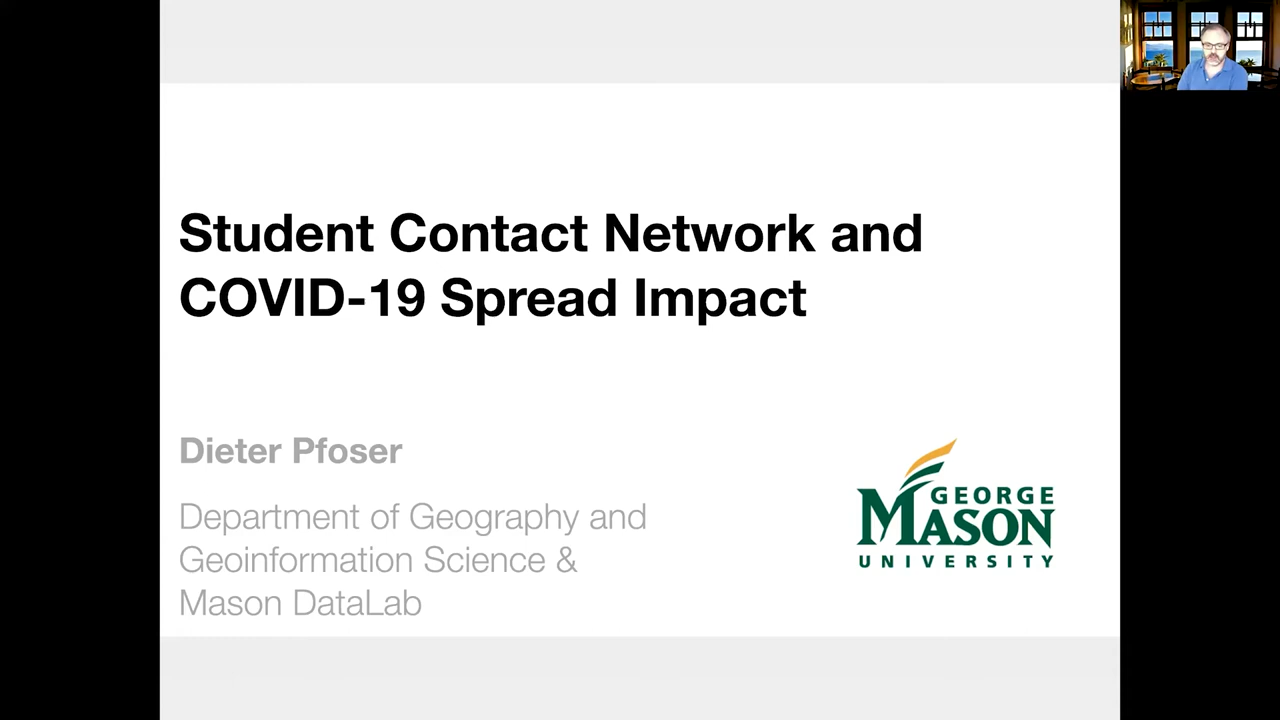 Student Contact Network and
COVID-19 Spread Impact
Dieter Pfoser
Department of Geography and
Geoinformation Science &
Mason DataLab
GEORGE
MASON
UNIVERSITY